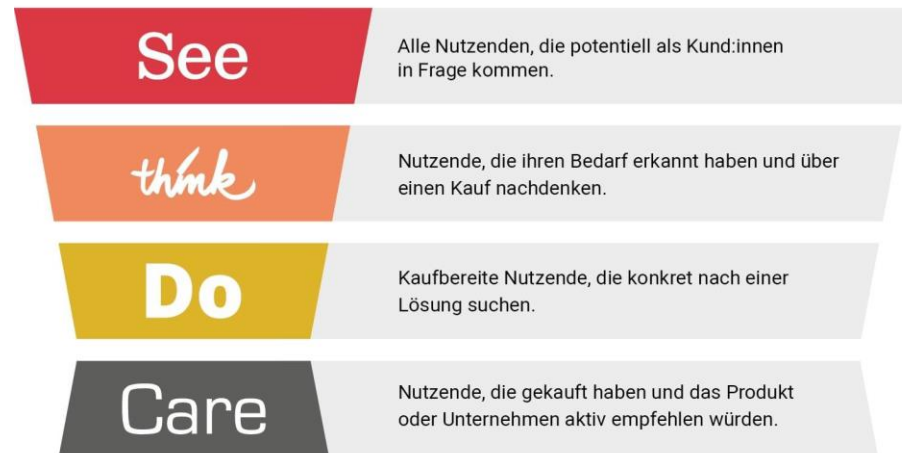 See
Alle Nutzenden, die potentiell als Kund:innen
in Frage kommen.
think
Nutzende, die ihren Bedarf erkannt haben und über
einen Kauf nachdenken.
Do
Kaufbereite Nutzende, die konkret nach einer
Lösung suchen.
Care
Nutzende, die gekauft haben und das Produkt
oder Unternehmen aktiv empfehlen würden.